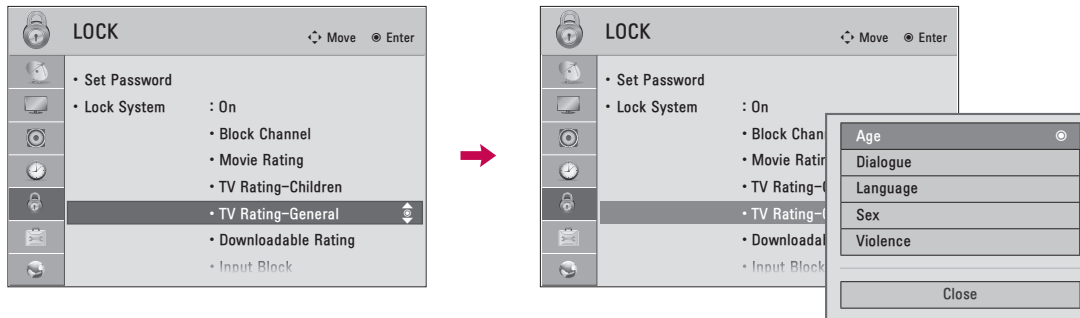 LOCK
Move Enter
• Set Password
• Lock System : On
• Block Channel
• Movie Rating
• TV Rating-Children
• TV Rating-General
• Downloadable Rating
• Input Block
LOCK
Move Enter
• Set Password
• Lock System : On
• Block Chan
• Movie Ratin
• TV Rating-C
• TV Rating-G
• Downloadal
• Input Block
Age
Dialogue
Language
Sex
Violence
Close